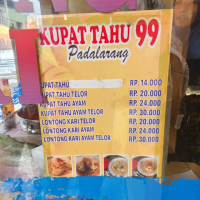 KUPAT TAHU 99
Padalarang
KUPAT TAHU RP. 14.000
KUPAT TAHU TELOR RP. 20.000
KUPAT TAHU AYAM RP. 24.000
KUPAT TAHU AYAM TELOR RP. 30.000
LONTONG KARI TELOR RP. 20.000
LONTONG KARI AYAM RP. 24.000
LONTONG KARI AYAM TELOR RP. 30.000